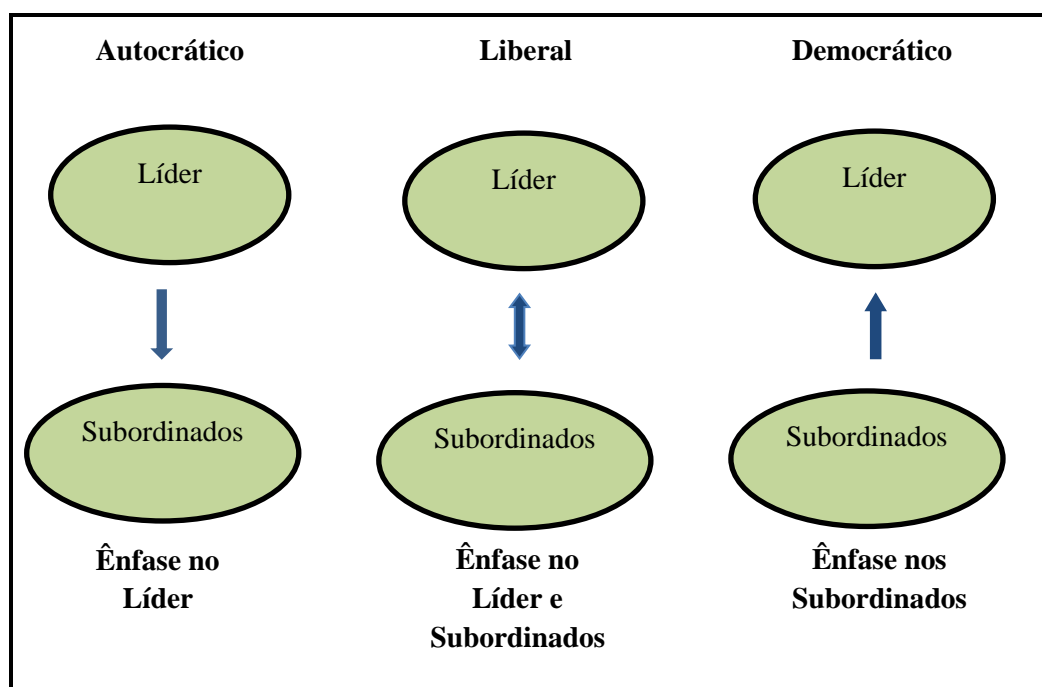 Autocrático
Liberal
Democrático
Líder
Líder
Líder
Subordinados
Subordinados
Subordinados
Ênfase no
Líder
Ênfase no
Líder e
Subordinados
Ênfase nos
Subordinados